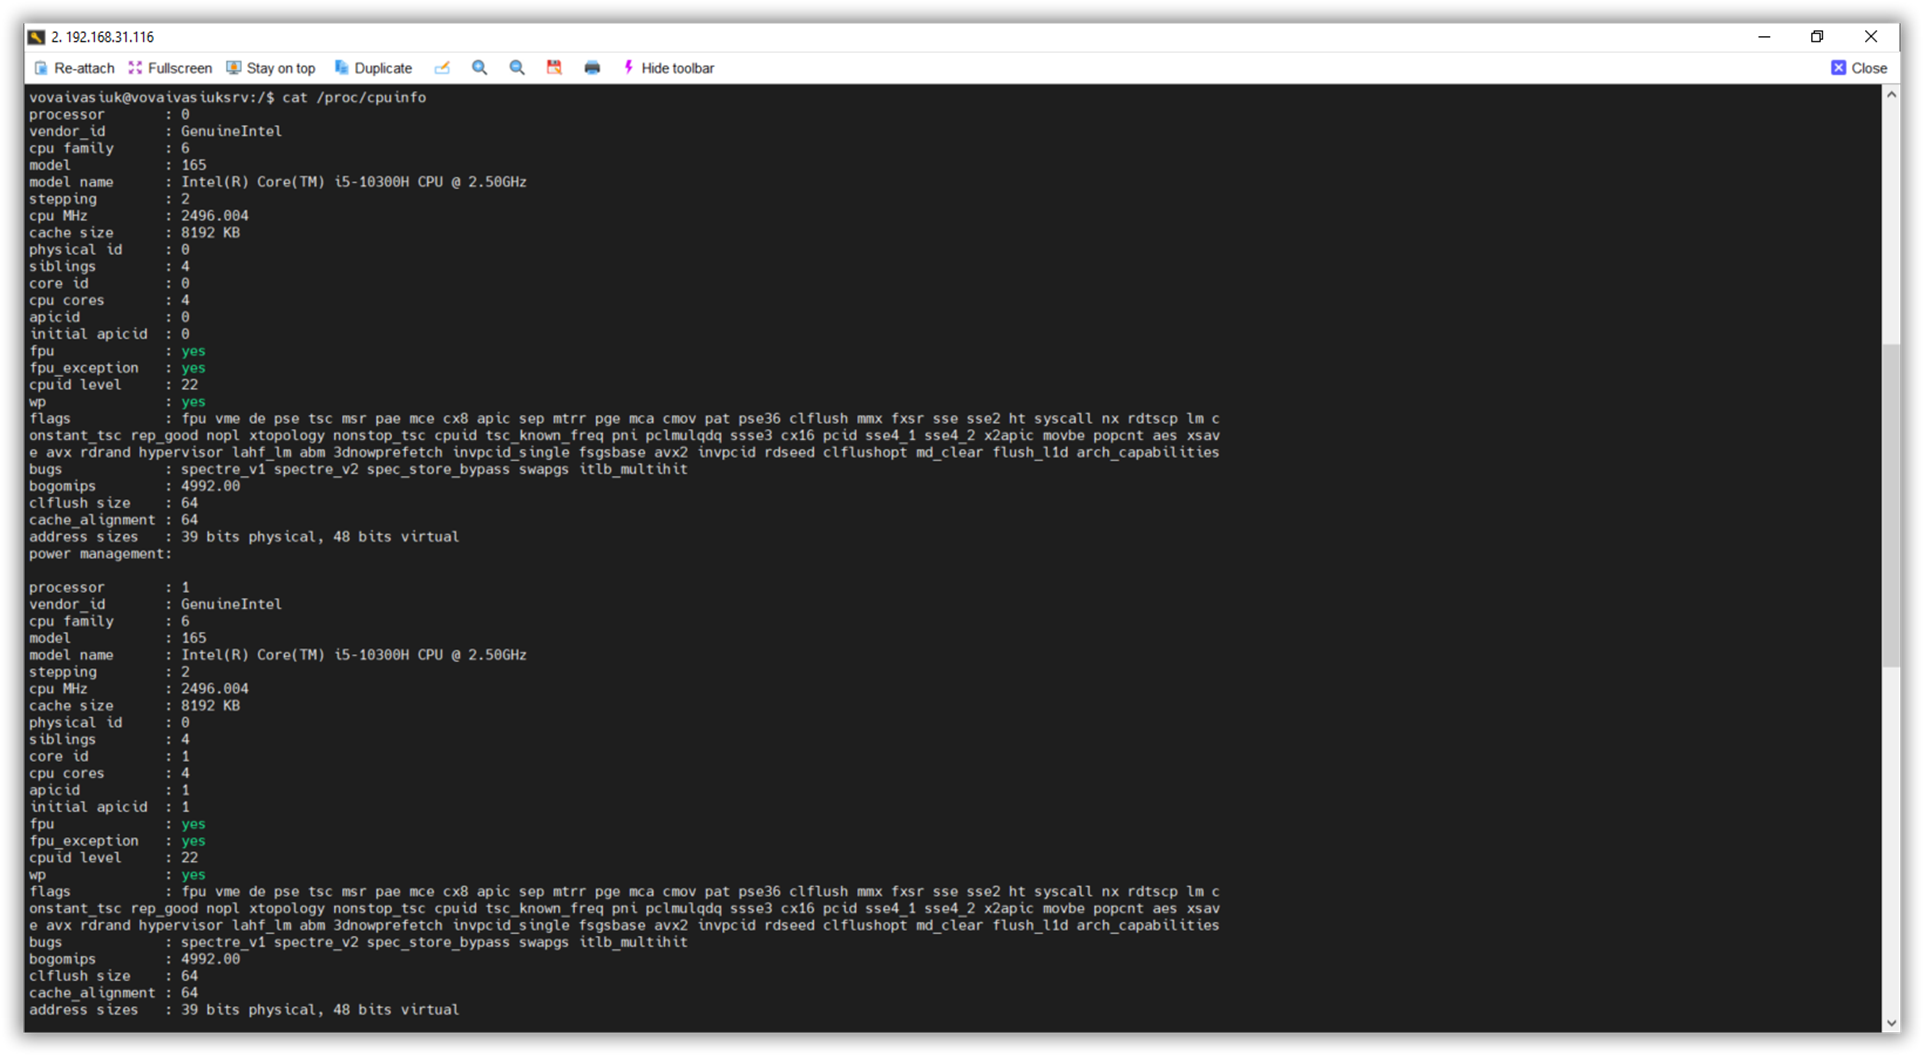 2. 192.168.31.116
Re-attach Fullscreen Stay on top Duplicate Hide toolbar Close
vovaivasiuk@vovaivasiuksrv:/$ cat /proc/cpuinfo
processor : 0
vendor_id : GenuineIntel
cpu family : 6
model : 165
model name : Intel(R) Core(TM) i5-10300H CPU @ 2.50GHz
stepping : 2
cpu MHz : 2496.004
cache size : 8192 KB
physical id : 0
siblings : 4
core id : 0
cpu cores : 4
apicid : 0
initial apicid : 0
fpu : yes
fpu_exception : yes
cpuid level : 22
wp : yes
flags : fpu vme de pse tsc msr pae mce cx8 apic sep mtrr pge mca cmov pat pse36 clflush mmx fxsr sse sse2 ht syscall nx rdtscp lm c
onstant_tsc rep_good nopl xtopology nonstop_tsc cpuid tsc_known_freq pni pclmulqdq ssse3 cx16 pcid sse4_1 sse4_2 x2apic movbe popcnt aes xsav
e avx rdrand hypervisor lahf_lm abm 3dnowprefetch invpcid_single fsgsbase avx2 invpcid rdseed clflushopt md_clear flush_l1d arch_capabilities
bugs : spectre_v1 spectre_v2 spec_store_bypass swapgs itlb_multihit
bogomips : 4992.00
clflush size : 64
cache_alignment : 64
address sizes : 39 bits physical, 48 bits virtual
power management:
processor : 1
vendor_id : GenuineIntel
cpu family : 6
model : 165
model name : Intel(R) Core(TM) i5-10300H CPU @ 2.50GHz
stepping : 2
cpu MHz : 2496.004
cache size : 8192 KB
physical id : 0
siblings : 4
core id : 1
cpu cores : 4
apicid : 1
initial apicid : 1
fpu : yes
fpu_exception : yes
cpuid level : 22
wp : yes
flags : fpu vme de pse tsc msr pae mce cx8 apic sep mtrr pge mca cmov pat pse36 clflush mmx fxsr sse sse2 ht syscall nx rdtscp lm c
onstant_tsc rep_good nopl xtopology nonstop_tsc cpuid tsc_known_freq pni pclmulqdq ssse3 cx16 pcid sse4_1 sse4_2 x2apic movbe popcnt aes xsav
e avx rdrand hypervisor lahf_lm abm 3dnowprefetch invpcid_single fsgsbase avx2 invpcid rdseed clflushopt md_clear flush_l1d arch_capabilities
bugs : spectre_v1 spectre_v2 spec_store_bypass swapgs itlb_multihit
bogomips : 4992.00
clflush size : 64
cache_alignment : 64
address sizes : 39 bits physical, 48 bits virtual